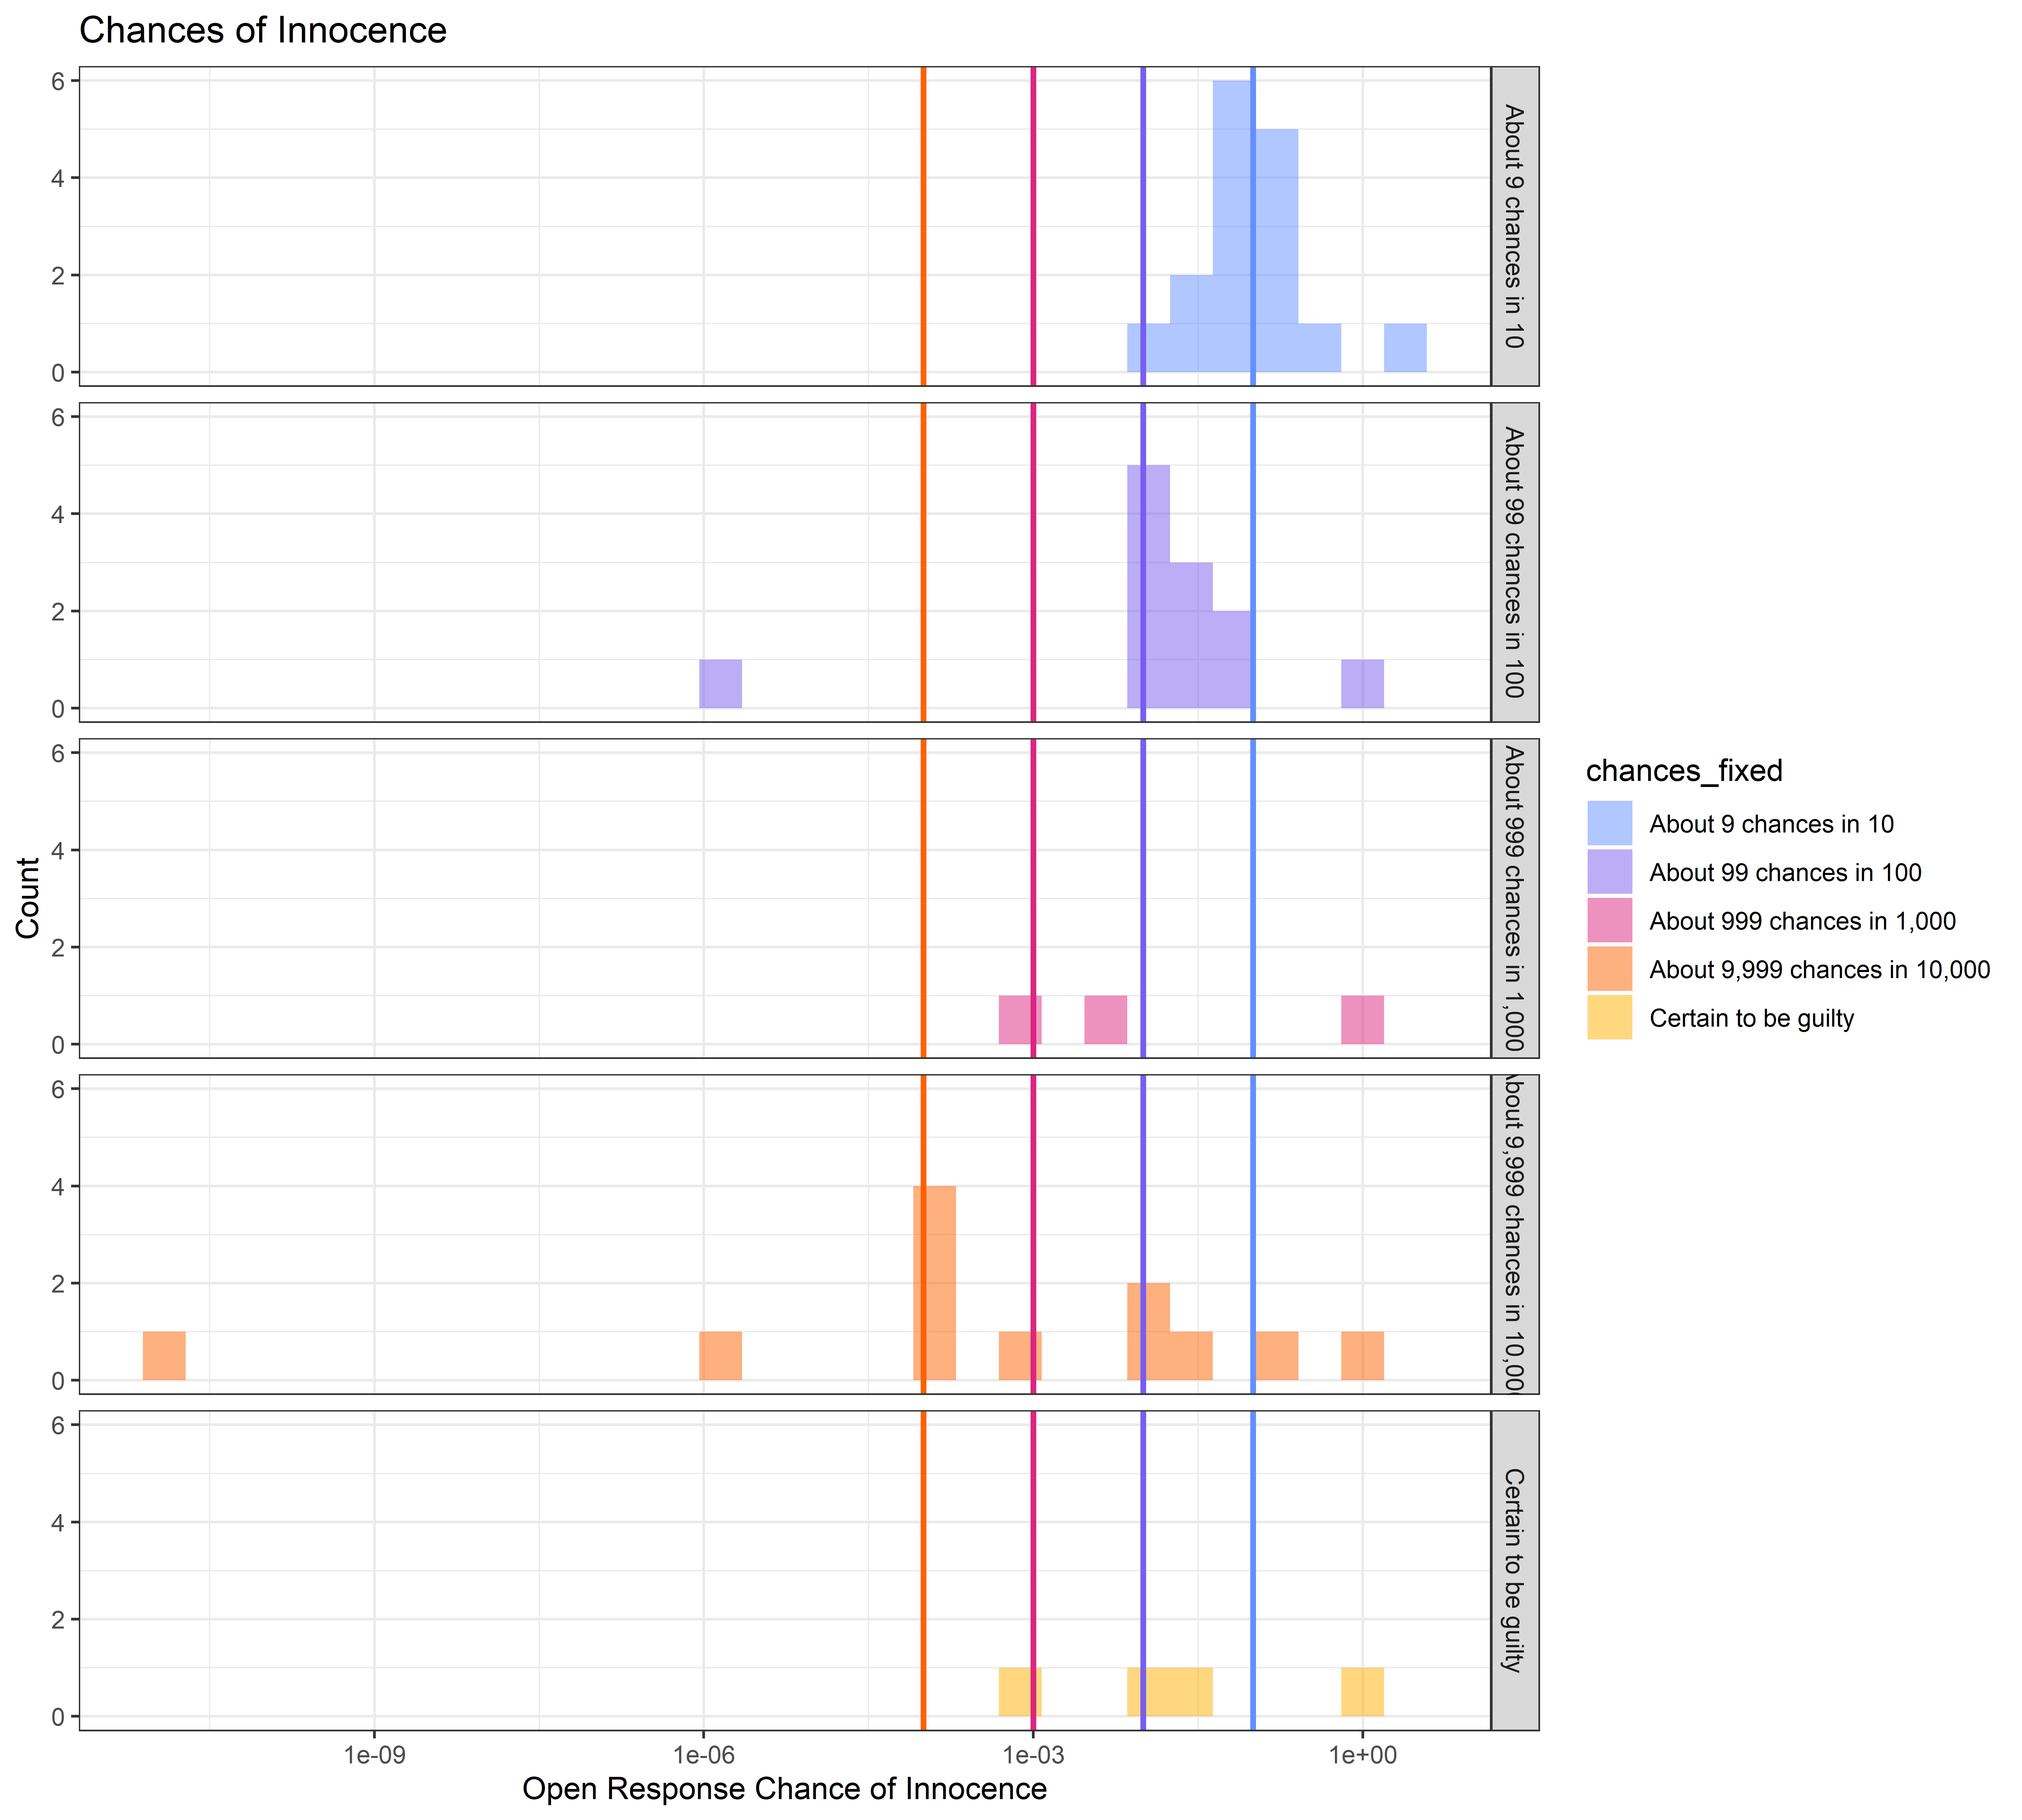 Chances of Innocence
6
4
2
0
About 9 chances in 10
6
4
2
0
About 99 chances in 100
6
4
2
0
About 999 chances in 1,000
6
4
2
0
About 9,999 chances in 10,000
6
4
2
0
Certain to be guilty
1e-09 1e-06 1e-03 1e+00
Open Response Chance of Innocence
Count
chances_fixed
About 9 chances in 10
About 99 chances in 100
About 999 chances in 1,000
About 9,999 chances in 10,000
Certain to be guilty